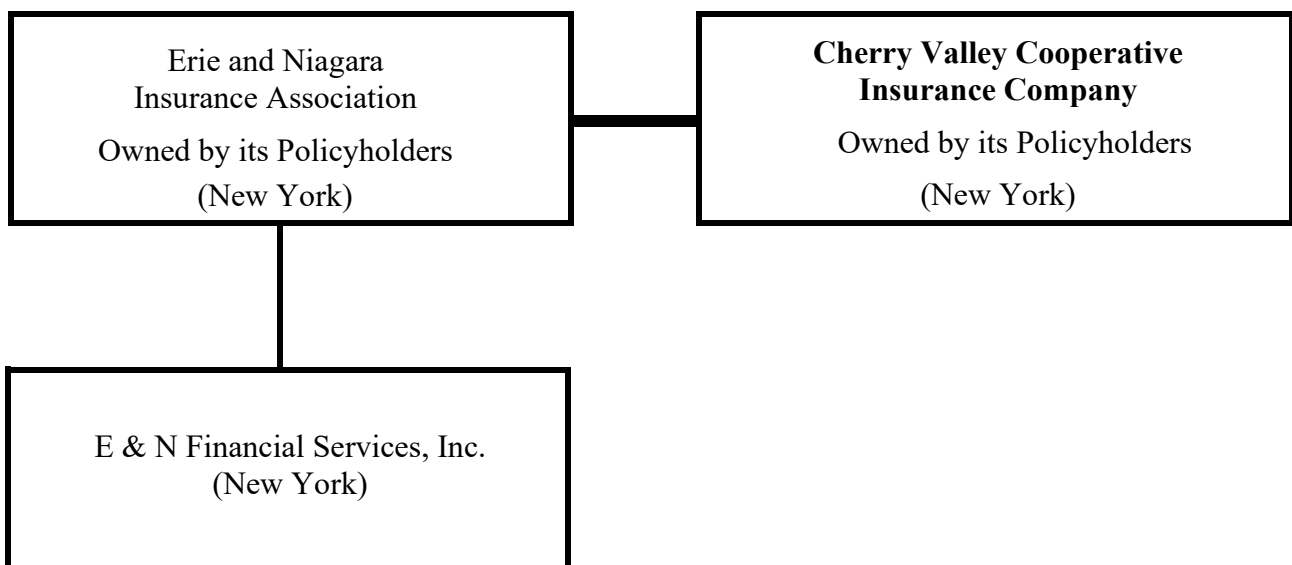 Erie and Niagara
Insurance Association
Owned by its Policyholders
(New York)
Cherry Valley Cooperative
Insurance Company
Owned by its Policyholders
(New York)
E & N Financial Services, Inc.
(New York)